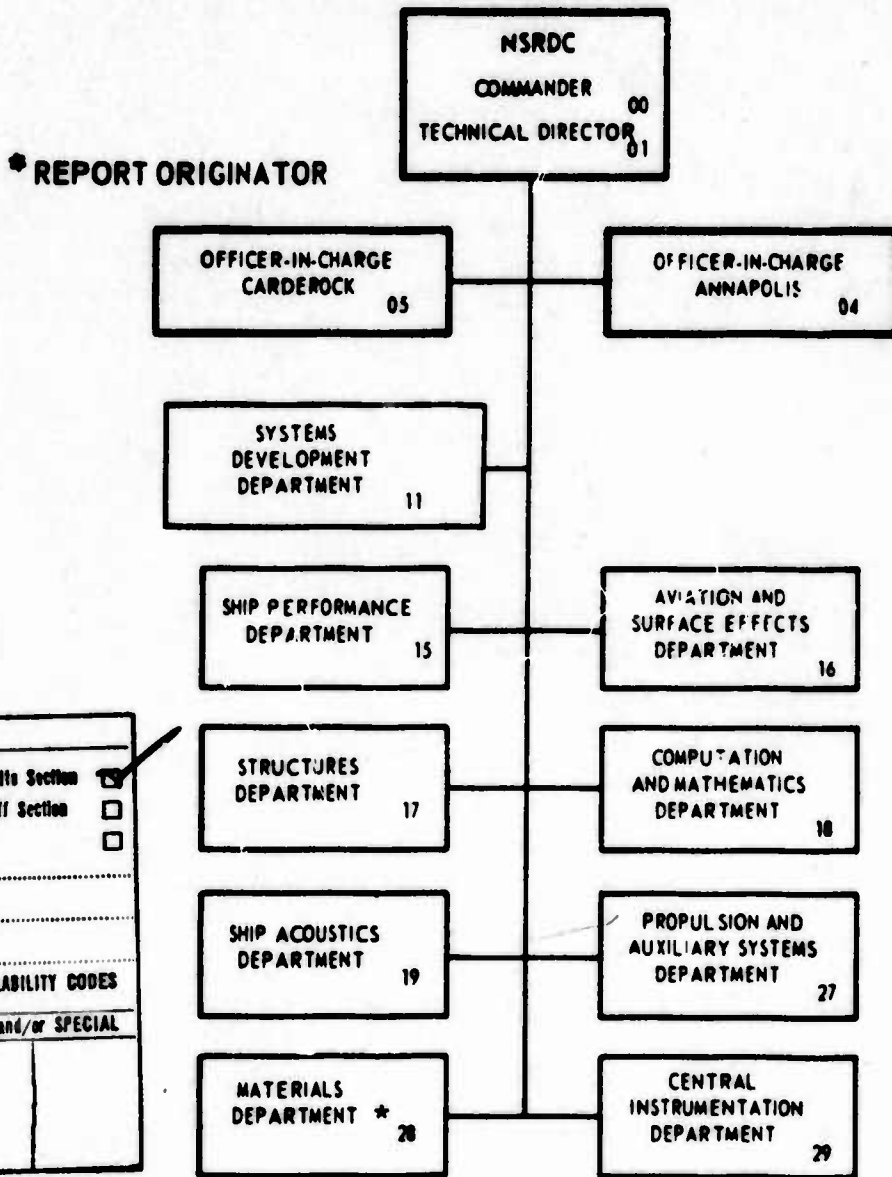 NSRDC
COMMANDER 00
TECHNICAL DIRECTOR 01
* REPORT ORIGINATOR
OFFICER-IN-CHARGE
CARDEROCK
05
OFFICER-IN-CHARGE
ANNAPOLIS
04
SYSTEMS
DEVELOPMENT
DEPARTMENT
11
SHIP PERFORMANCE
DEPARTMENT
15
AVIATION AND
SURFACE EFFECTS
DEPARTMENT
16
STRUCTURES
DEPARTMENT
17
COMPUTATION
AND MATHEMATICS
DEPARTMENT
18
SHIP ACOUSTICS
DEPARTMENT
19
PROPULSION AND
AUXILIARY SYSTEMS
DEPARTMENT
27
MATERIALS
DEPARTMENT *
28
CENTRAL
INSTRUMENTATION
DEPARTMENT
29
Section
Section
CODES
and/or SPECIAL